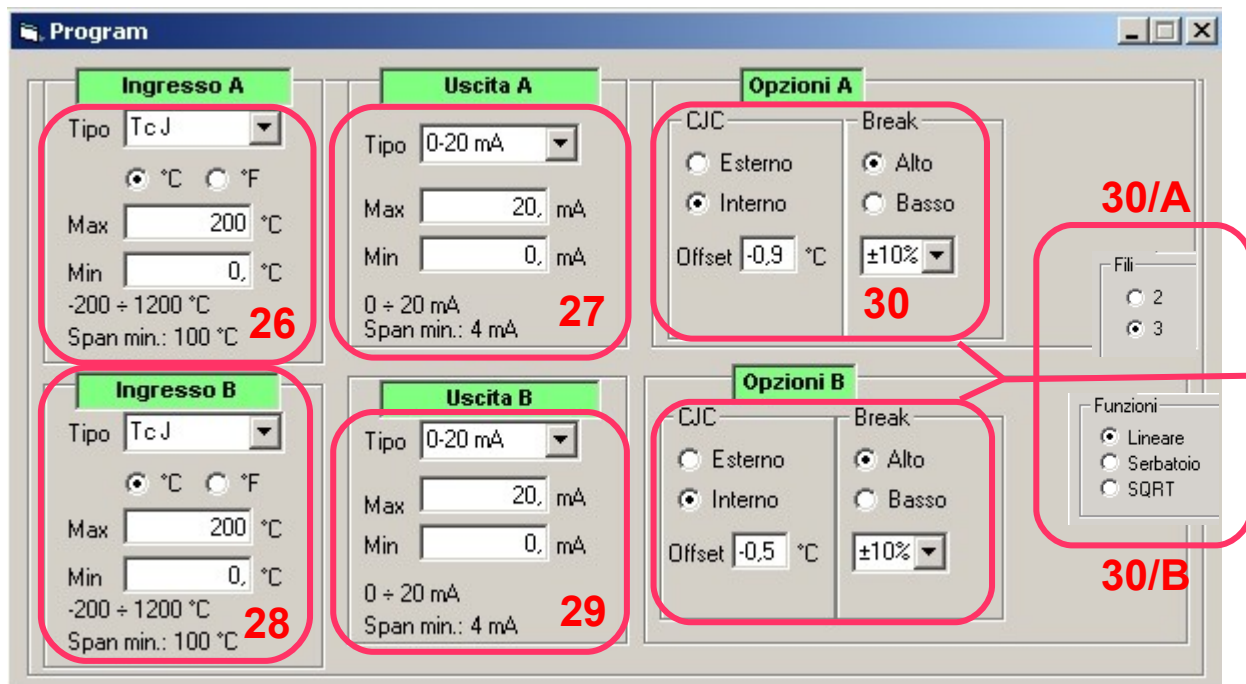 Program
Ingresso A
Tipo TcJ
°C °F
Max 200 °C
Min 0, °C
-200 ÷ 1200 °C
Span min.: 100 °C
26
Uscita A
Tipo 0-20 mA
Max 20, mA
Min 0, mA
0 ÷ 20 mA
Span min.: 4 mA
27
Opzioni A
CJC
Esterno
Interno
Offset -0,9 °C
Break
Alto
Basso
±10%
30
30/A
Fili
2
3
Ingresso B
Tipo TcJ
°C °F
Max 200 °C
Min 0, °C
-200 ÷ 1200 °C
Span min.: 100 °C
28
Uscita B
Tipo 0-20 mA
Max 20, mA
Min 0, mA
0 ÷ 20 mA
Span min.: 4 mA
29
Opzioni B
CJC
Esterno
Interno
Offset -0,5 °C
Break
Alto
Basso
±10%
Funzioni
Lineare
Serbatoio
SQRT
30/B